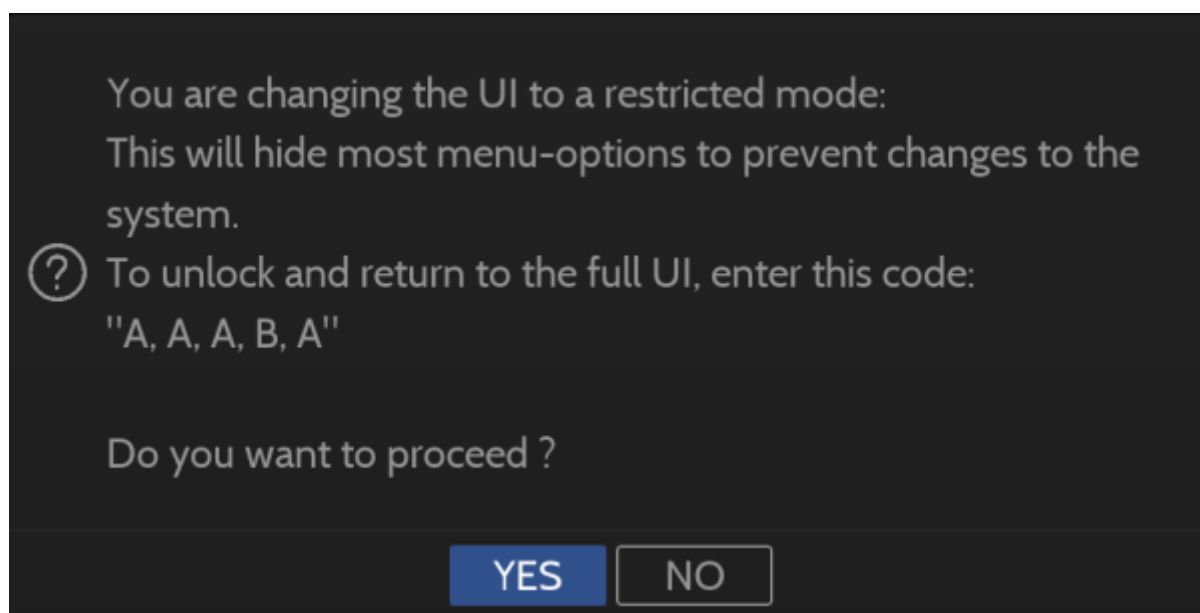 You are changing the UI to a restricted mode:
This will hide most menu-options to prevent changes to the
system.
To unlock and return to the full UI, enter this code:
"A, A, A, B, A"
Do you want to proceed ?
YES NO